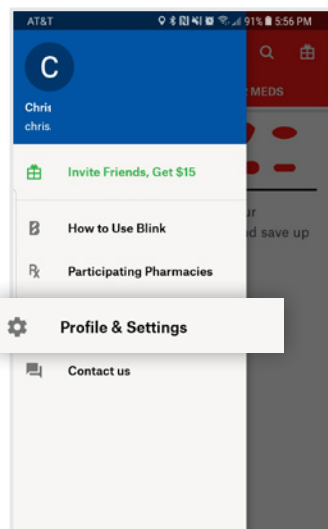 AT&T 91% 5:56 PM
C
MEDS
Chris
chris.
Invite Friends, Get $15
How to Use Blink
nd save up
Participating Pharmacies
Profile & Settings
Contact us